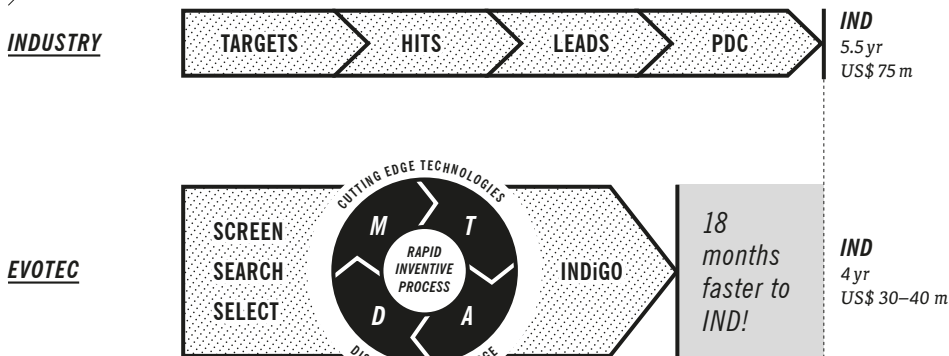 INDUSTRY
TARGETS
HITS
LEADS
PDC
IND
5.5 yr
US$ 75 m
EVOTEC
SCREEN
SEARCH
SELECT
CUTTING EDGE TECHNOLOGIES
M
T
D
A
RAPID
INVENTIVE
PROCESS
INDiGO
18
months
faster to
IND!
IND
4 yr
US$ 30–40 m